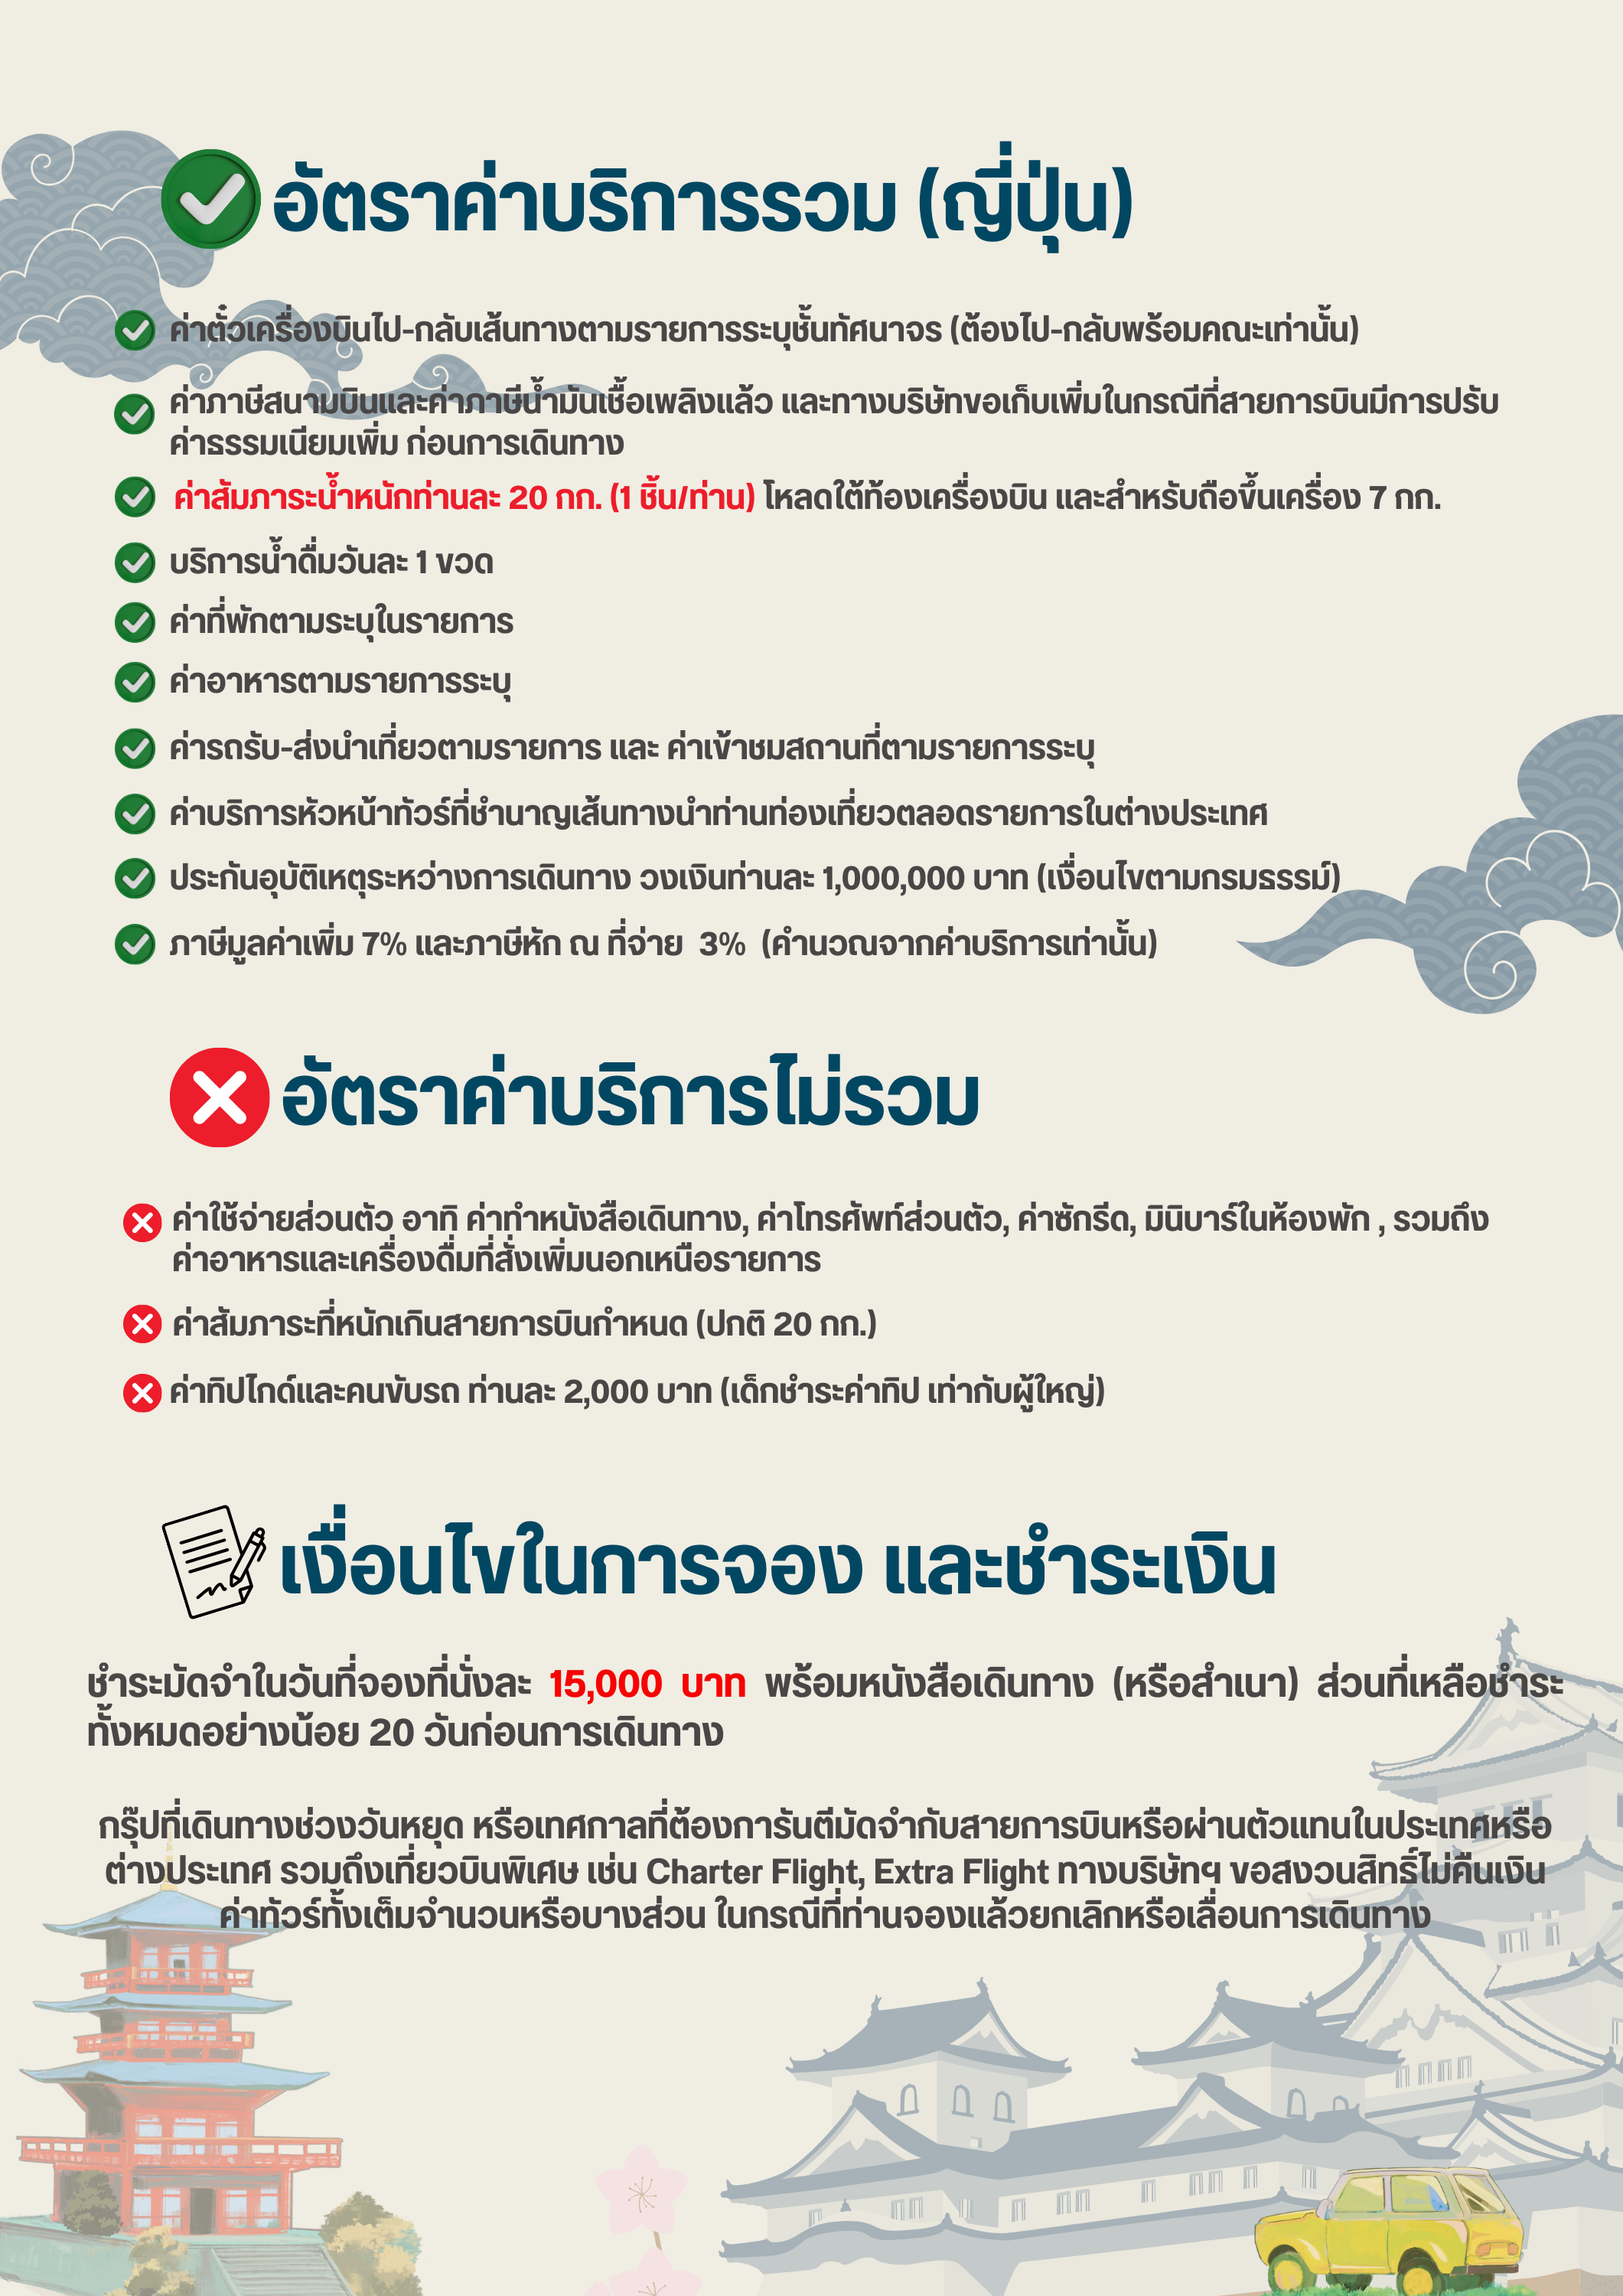 อัตราค่าบริการรวม (ญี่ปุ่น)
ค่าตั๋วเครื่องบินไป-กลับเส้นทางตามรายการระบุชั้นทัศนาจร (ต้องไป-กลับพร้อมคณะเท่านั้น)
ค่าภาษีสนามบินและค่าภาษีน้ำมันเชื้อเพลิงแล้ว และทางบริษัทขอเก็บเพิ่มในกรณีที่สายการบินมีการปรับ
ค่าธรรมเนียมเพิ่ม ก่อนการเดินทาง
ค่าสัมภาระน้ำหนักท่านละ 20 กก. (1 ชิ้น/ท่าน) โหลดใต้ท้องเครื่องบิน และสำหรับถือขึ้นเครื่อง 7 กก.
บริการน้ำดื่มวันละ 1 ขวด
ค่าที่พักตามระบุในรายการ
ค่าอาหารตามรายการระบุ
ค่ารถรับ-ส่งนำเที่ยวตามรายการ และ ค่าเข้าชมสถานที่ตามรายการระบุ
ค่าบริการหัวหน้าทัวร์ที่ชำนาญเส้นทางนำท่านท่องเที่ยวตลอดรายการในต่างประเทศ
ประกันอุบัติเหตุระหว่างการเดินทาง วงเงินท่านละ 1,000,000 บาท (เงื่อนไขตามกรมธรรม์)
ภาษีมูลค่าเพิ่ม 7% และภาษีหัก ณ ที่จ่าย 3% (คำนวณจากค่าบริการเท่านั้น)
อัตราค่าบริการไม่รวม
ค่าใช้จ่ายส่วนตัว อาทิ ค่าทำหนังสือเดินทาง, ค่าโทรศัพท์ส่วนตัว, ค่าซักรีด, มินิบาร์ในห้องพัก , รวมถึง
ค่าอาหารและเครื่องดื่มที่สั่งเพิ่มนอกเหนือรายการ
ค่าสัมภาระที่หนักเกินสายการบินกำหนด (ปกติ 20 กก.)
ค่าทิปไกด์และคนขับรถ ท่านละ 2,000 บาท (เด็กชำระค่าทิป เท่ากับผู้ใหญ่)
เงื่อนไขในการจอง และชำระเงิน
ชำระมัดจำในวันที่จองที่นั่งละ 15,000 บาท พร้อมหนังสือเดินทาง (หรือสำเนา) ส่วนที่เหลือชำระ
ทั้งหมดอย่างน้อย 20 วันก่อนการเดินทาง
กรุ๊ปที่เดินทางช่วงวันหยุด หรือเทศกาลที่ต้องการันตีมัดจำกับสายการบินหรือผ่านตัวแทนในประเทศหรือ
ต่างประเทศ รวมถึงเที่ยวบินพิเศษ เช่น Charter Flight, Extra Flight ทางบริษัทฯ ขอสงวนสิทธิ์ไม่คืนเงิน
ค่าทัวร์ทั้งเต็มจำนวนหรือบางส่วน ในกรณีที่ท่านจองแล้วยกเลิกหรือเลื่อนการเดินทาง